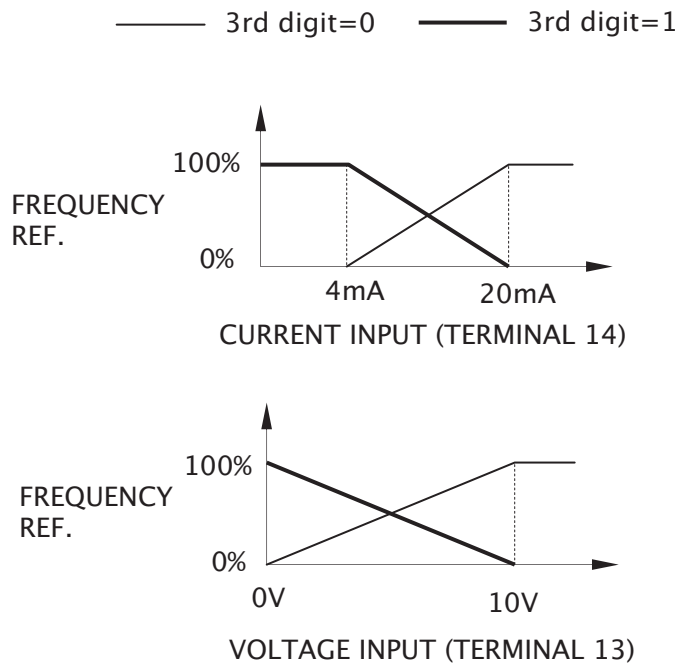 3rd digit=0
3rd digit=1
100%
FREQUENCY
REF.
0%
4mA
20mA
CURRENT INPUT (TERMINAL 14)
100%
FREQUENCY
REF.
0%
0V
10V
VOLTAGE INPUT (TERMINAL 13)